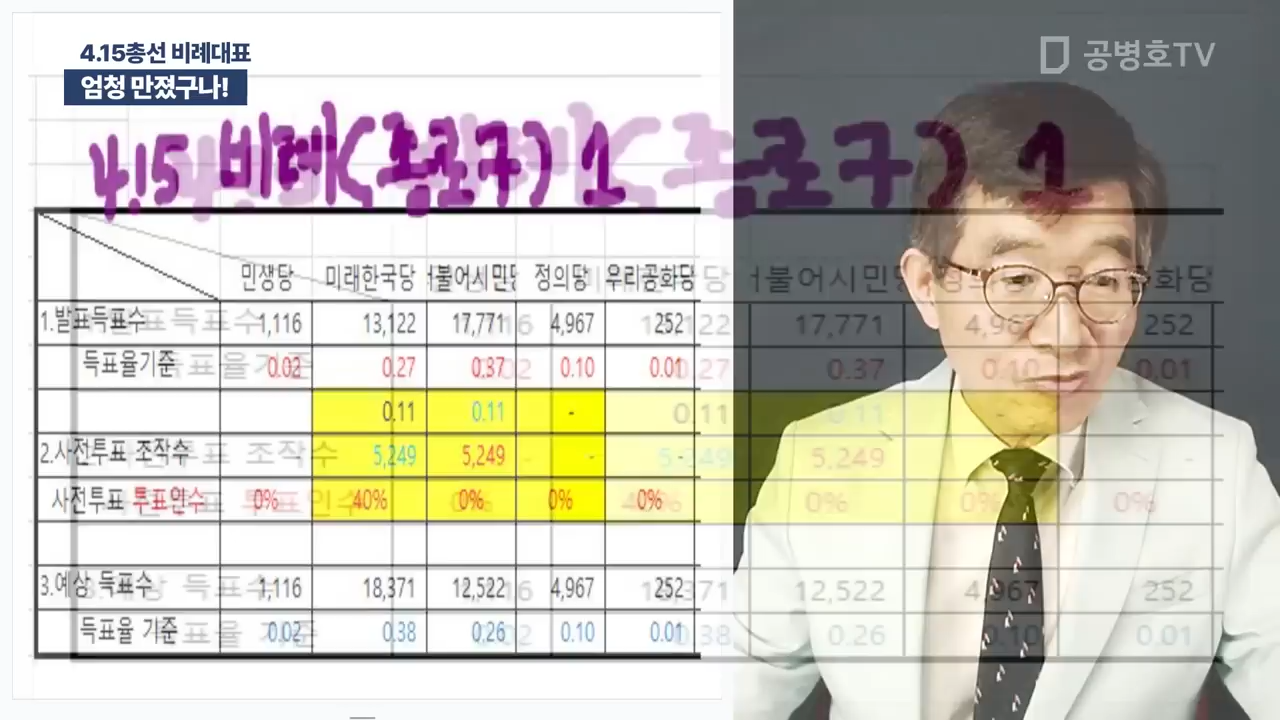 4.15총선 비례대표
엄청 만졌구나!
공병호TV
4.15 비례(종로구) 1
민생당 미래한국당 더불어시민당 정의당 우리공화당
1.발표득표수 1,116 13,122 17,771 4,967 252
득표율기준 0.02 0.27 0.37 0.10 0.01
0.11 0.11 -
2.사전투표 조작수 5,249 5,249
사전투표 투표인수 0% 40% 0% 0% 0%
3.예상 득표수 1,116 18,371 12,522 4,967 252
득표율 기준 0.02 0.38 0.26 0.10 0.01